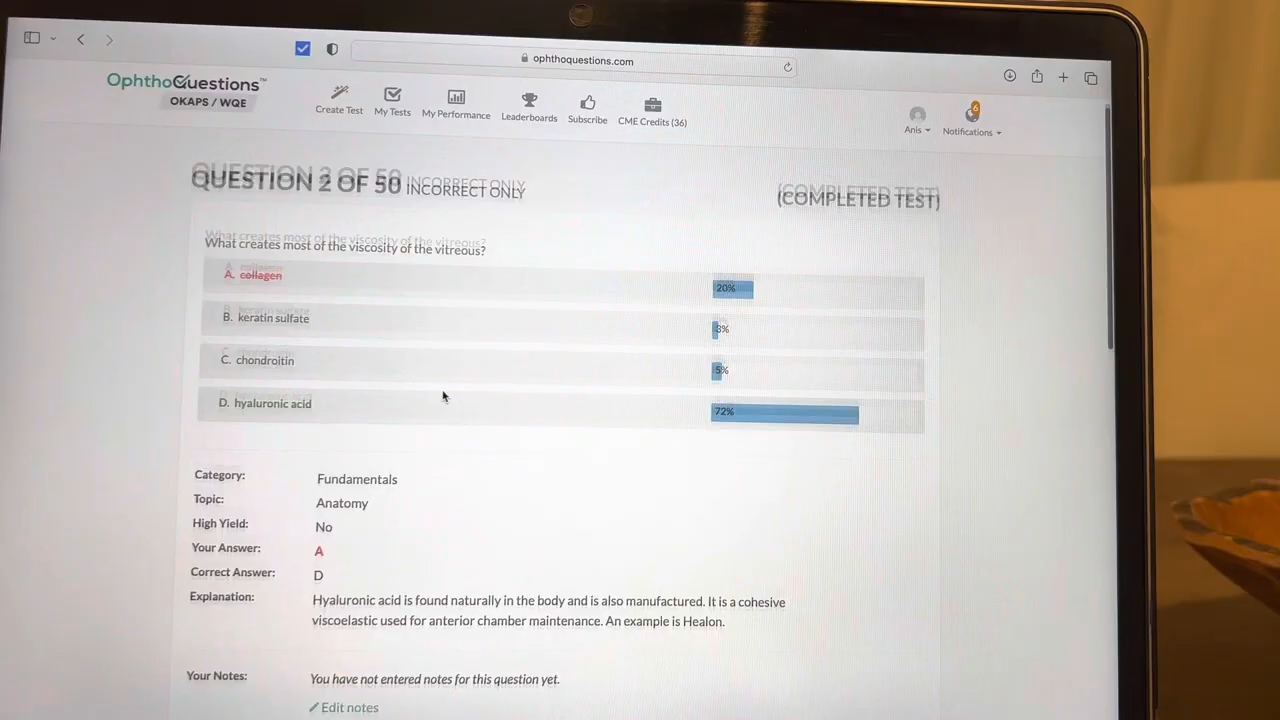 ophthoquestions.com
OphthoQuestions™
OKAPS / WQE
Create Test
My Tests
My Performance
Leaderboards
Subscribe
CME Credits (36)
Anis
6
Notifications
QUESTION 2 OF 50 INCORRECT ONLY
(COMPLETED TEST)
What creates most of the viscosity of the vitreous?
A. collagen
20%
B. keratin sulfate
3%
C. chondroitin
5%
D. hyaluronic acid
72%
Category: Fundamentals
Topic: Anatomy
High Yield: No
Your Answer: A
Correct Answer: D
Explanation: Hyaluronic acid is found naturally in the body and is also manufactured. It is a cohesive
viscoelastic used for anterior chamber maintenance. An example is Healon.
Your Notes: You have not entered notes for this question yet.
Edit notes